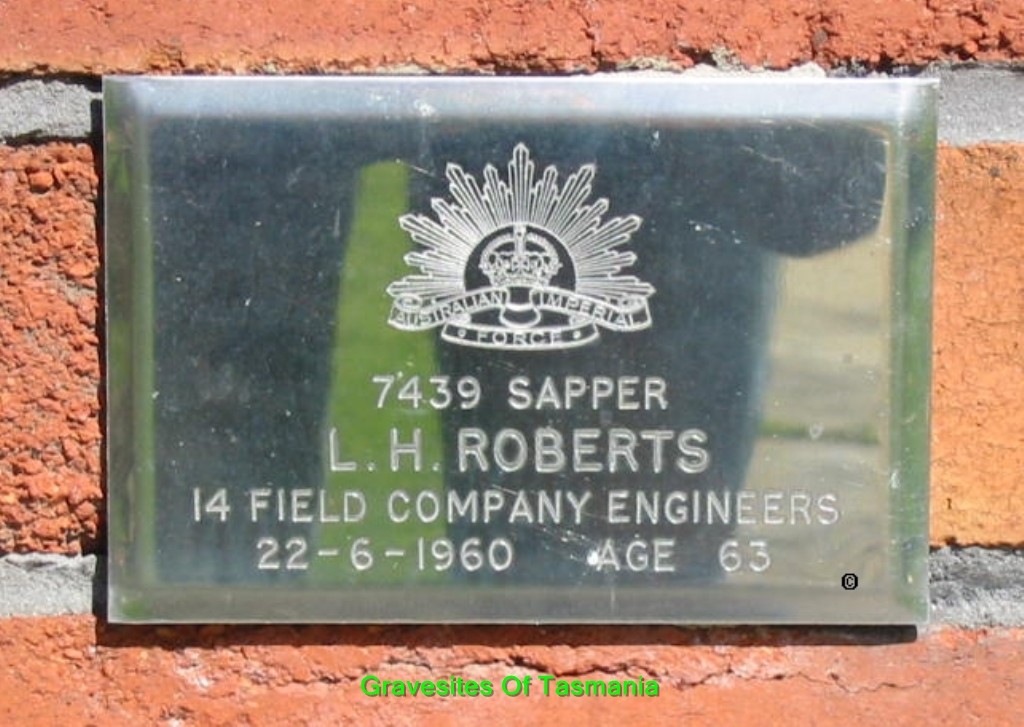 AUSTRALIAN IMPERIAL
FORCE
7439 SAPPER
L. H. ROBERTS
14 FIELD COMPANY ENGINEERS
22-6-1960 AGE 63
©
Gravesites Of Tasmania